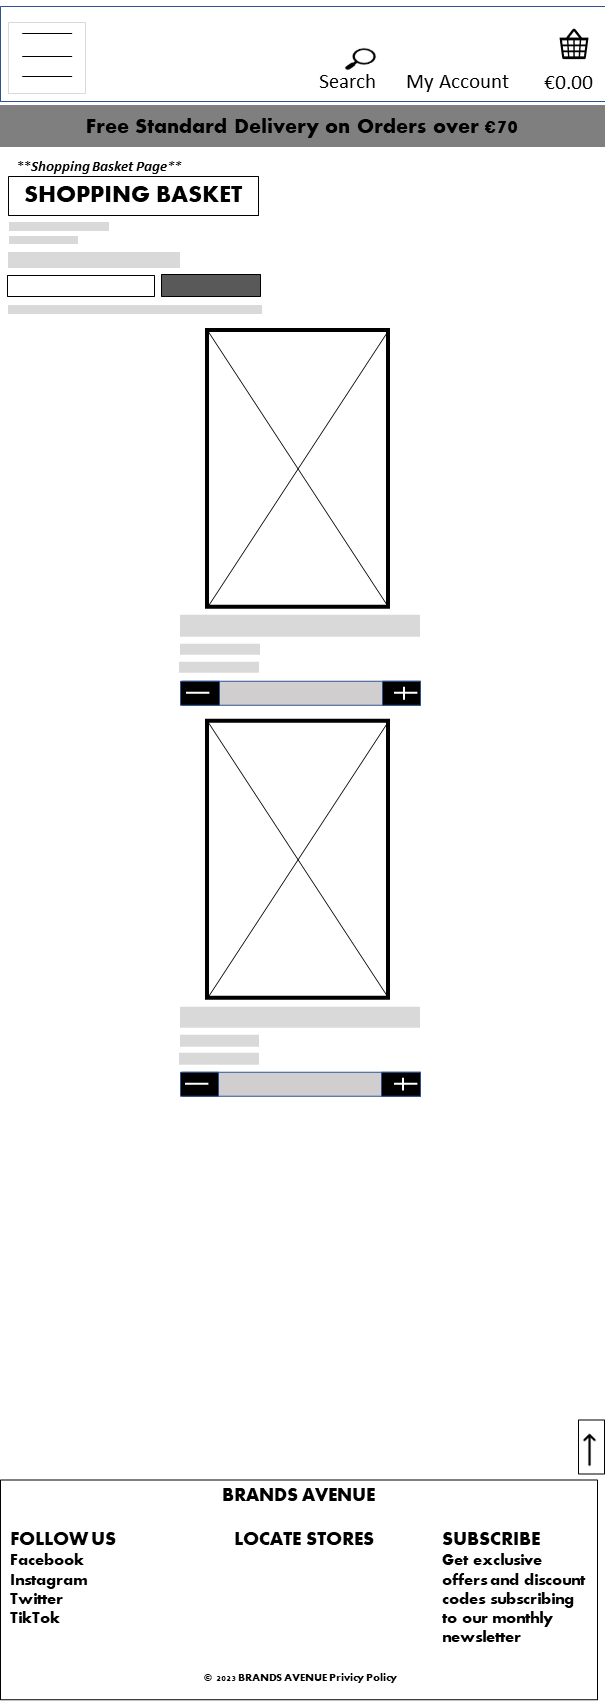 Search My Account €0.00
Free Standard Delivery on Orders over €70
**Shopping Basket Page**
SHOPPING BASKET
BRANDS AVENUE
FOLLOW US
Facebook
Instagram
Twitter
TikTok
LOCATE STORES
SUBSCRIBE
Get exclusive
offers and discount
codes subscribing
to our monthly
newsletter
© 2023 BRANDS AVENUE Privicy Policy